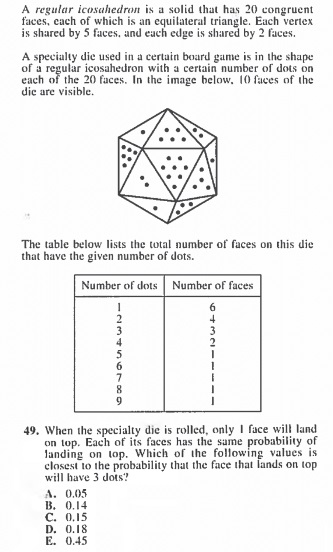 A regular icosahedron is a solid that has 20 congruent
faces, each of which is an equilateral triangle. Each vertex
is shared by 5 faces, and each edge is shared by 2 faces.
A specialty die used in a certain board game is in the shape
of a regular icosahedron with a certain number of dots on
each of the 20 faces. In the image below, 10 faces of the
die are visible.
The table below lists the total number of faces on this die
that have the given number of dots.
Number of dots Number of faces
1 6
2 4
3 3
4 2
5 1
6 1
7 1
8 1
9 1
49. When the specialty die is rolled, only 1 face will land
on top. Each of its faces has the same probability of
landing on top. Which of the following values is
closest to the probability that the face that lands on top
will have 3 dots?
A. 0.05
B. 0.14
C. 0.15
D. 0.18
E. 0.45